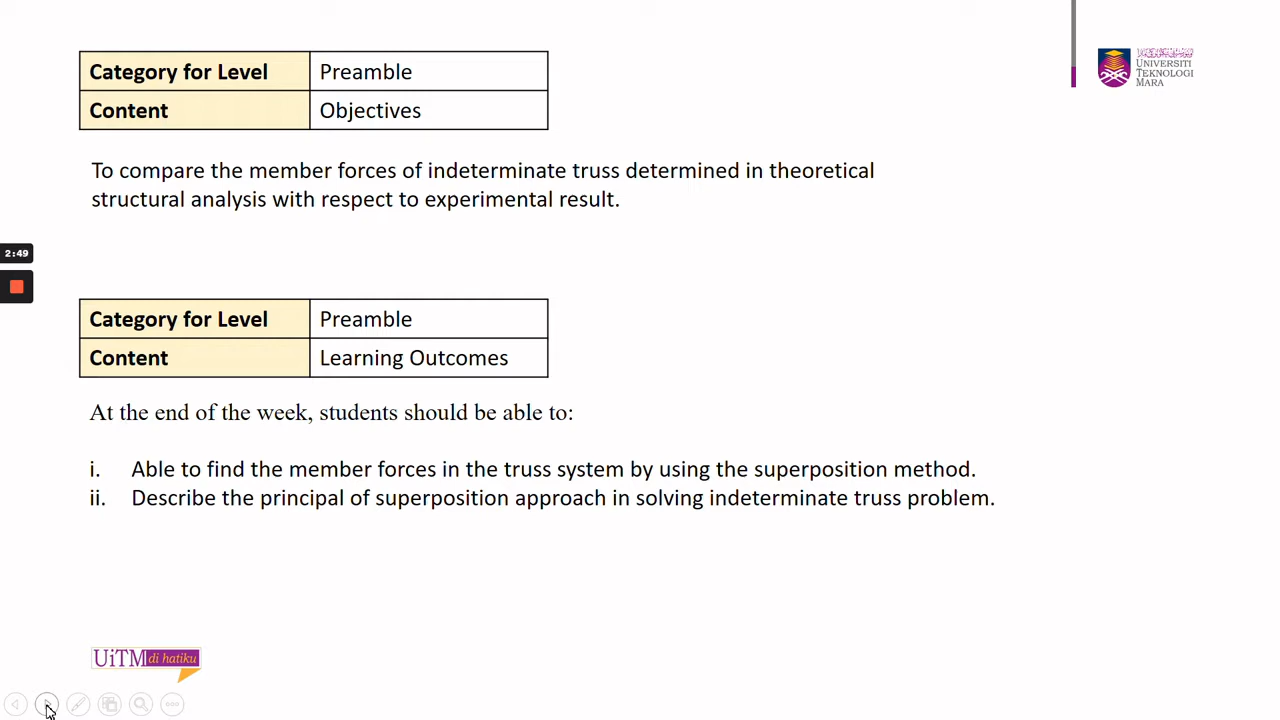 Category for Level Preamble
Content Objectives
UNIVERSITI
TEKNOLOGI
MARA
To compare the member forces of indeterminate truss determined in theoretical
structural analysis with respect to experimental result.
2:49
Category for Level Preamble
Content Learning Outcomes
At the end of the week, students should be able to:
i. Able to find the member forces in the truss system by using the superposition method.
ii. Describe the principal of superposition approach in solving indeterminate truss problem.
UiTM di hatiku